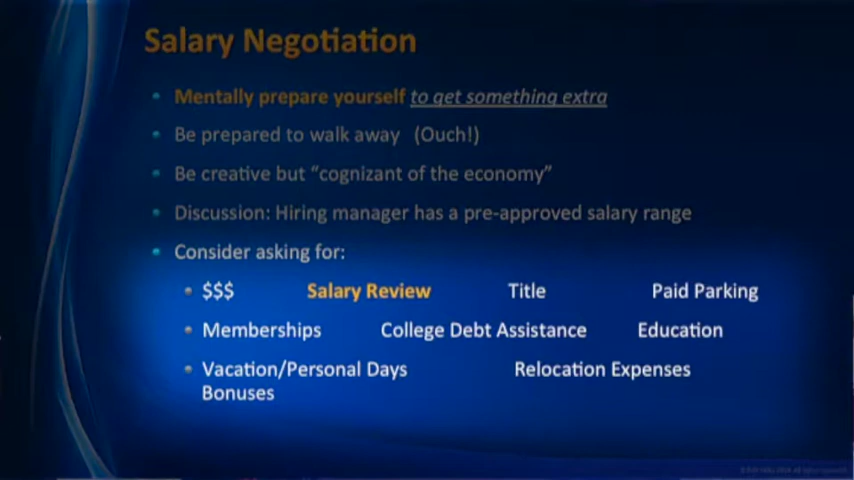 Salary Negotiation
Mentally prepare yourself to get something extra
Be prepared to walk away (Ouch!)
Be creative but “cognizant of the economy”
Discussion: Hiring manager has a pre-approved salary range
Consider asking for:
$$$ Salary Review Title Paid Parking
Memberships College Debt Assistance Education
Vacation/Personal Days Relocation Expenses
Bonuses